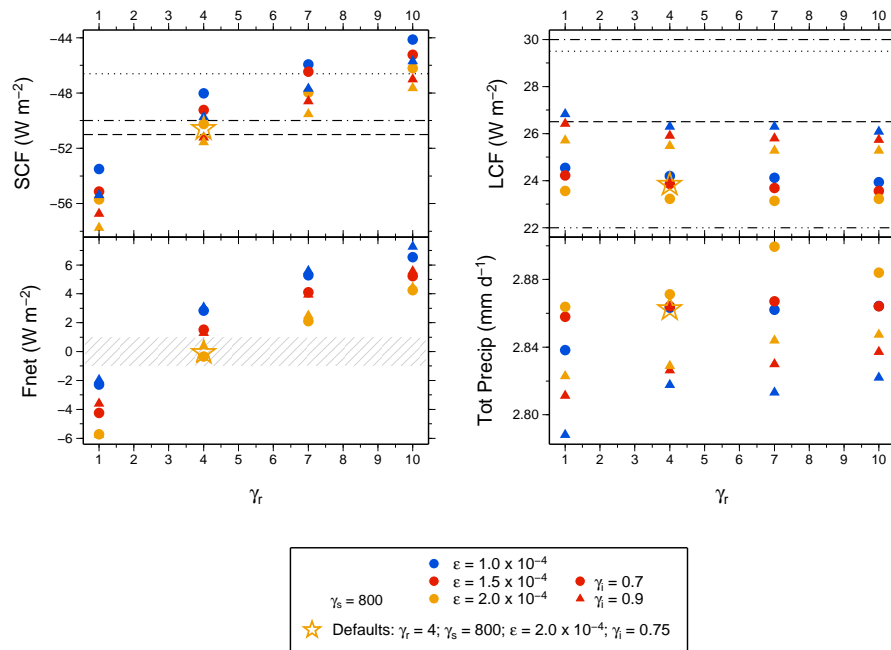 1 2 3 4 5 6 7 8 9 10
1 2 3 4 5 6 7 8 9 10
−44
−48
−52
−56
SCF (W m−2)
30
28
26
24
22
LCF (W m−2)
6
4
2
0
−2
−4
−6
Fnet (W m−2)
2.88
2.84
2.80
Tot Precip (mm d−1)
1 2 3 4 5 6 7 8 9 10
1 2 3 4 5 6 7 8 9 10
γr
γr
ε = 1.0 x 10−4
ε = 1.5 x 10−4 γi = 0.7
γs = 800 ε = 2.0 x 10−4 γi = 0.9
Defaults: γr = 4; γs = 800; ε = 2.0 x 10−4; γi = 0.75